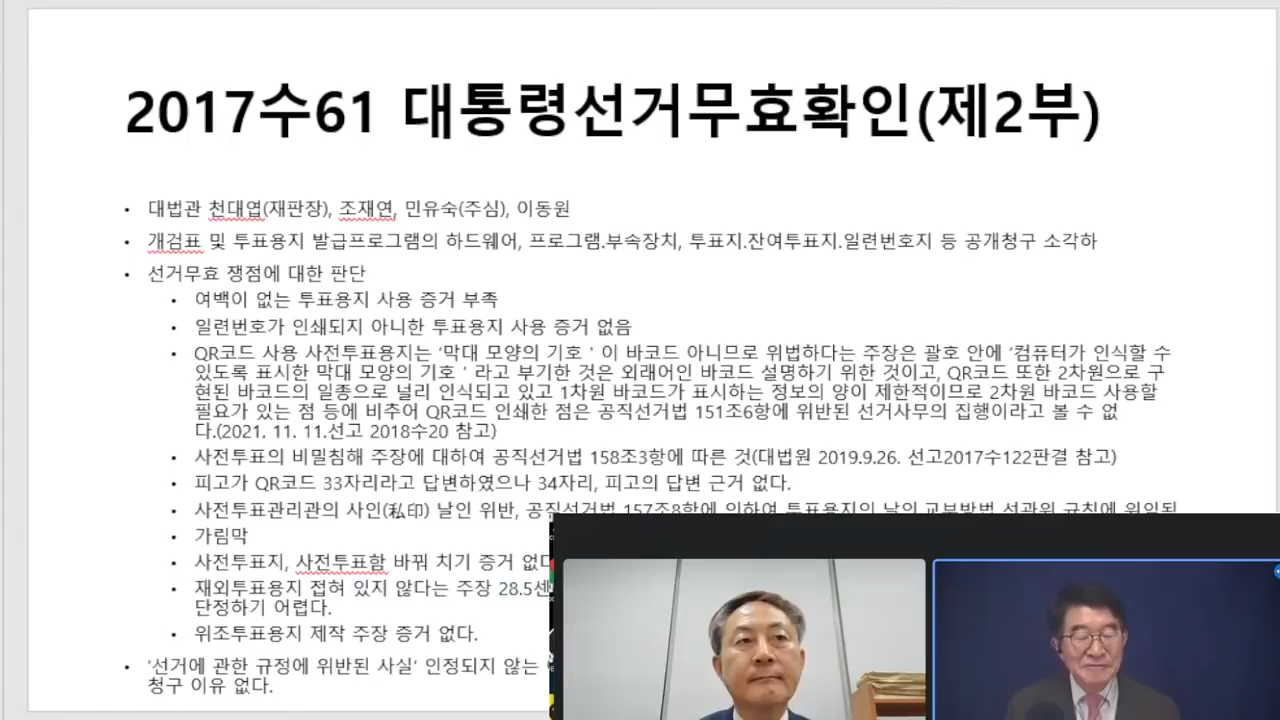 2017수61 대통령선거무효확인(제2부)
• 대법관 천대엽(재판장), 조재연, 민유숙(주심), 이동원
• 개검표 및 투표용지 발급프로그램의 하드웨어, 프로그램.부속장치, 투표지.잔여투표지.일련번호지 등 공개청구 소각하
• 선거무효 쟁점에 대한 판단
• 여백이 없는 투표용지 사용 증거 부족
• 일련번호가 인쇄되지 아니한 투표용지 사용 증거 없음
• QR코드 사용 사전투표용지는 '막대 모양의 기호 ' 이 바코드 아니므로 위법하다는 주장은 괄호 안에 '컴퓨터가 인식할 수
있도록 표시한 막대 모양의 기호 ' 라고 부기한 것은 외래어인 바코드 설명하기 위한 것이고, QR코드 또한 2차원으로 구
현된 바코드의 일종으로 널리 인식되고 있고 1차원 바코드가 표시하는 정보의 양이 제한적이므로 2차원 바코드 사용할
필요가 있는 점 등에 비추어 QR코드 인쇄한 점은 공직선거법 151조6항에 위반된 선거사무의 집행이라고 볼 수 없
다.(2021. 11. 11.선고 2018수20 참고)
• 사전투표의 비밀침해 주장에 대하여 공직선거법 158조3항에 따른 것(대법원 2019.9.26. 선고2017수122판결 참고)
• 피고가 QR코드 33자리라고 답변하였으나 34자리, 피고의 답변 근거 없다.
• 사전투표관리관의 사인(私印) 날인 위반, 공직선거법 157조8항에 의하여 투표용지의 날인 교부방법 선관위 규칙에 위임된
• 가림막
• 사전투표지, 사전투표함 바꿔 치기 증거 없다
• 재외투표용지 접혀 있지 않다는 주장 28.5센
단정하기 어렵다.
• 위조투표용지 제작 주장 증거 없다.
• '선거에 관한 규정에 위반된 사실' 인정되지 않는
청구 이유 없다.